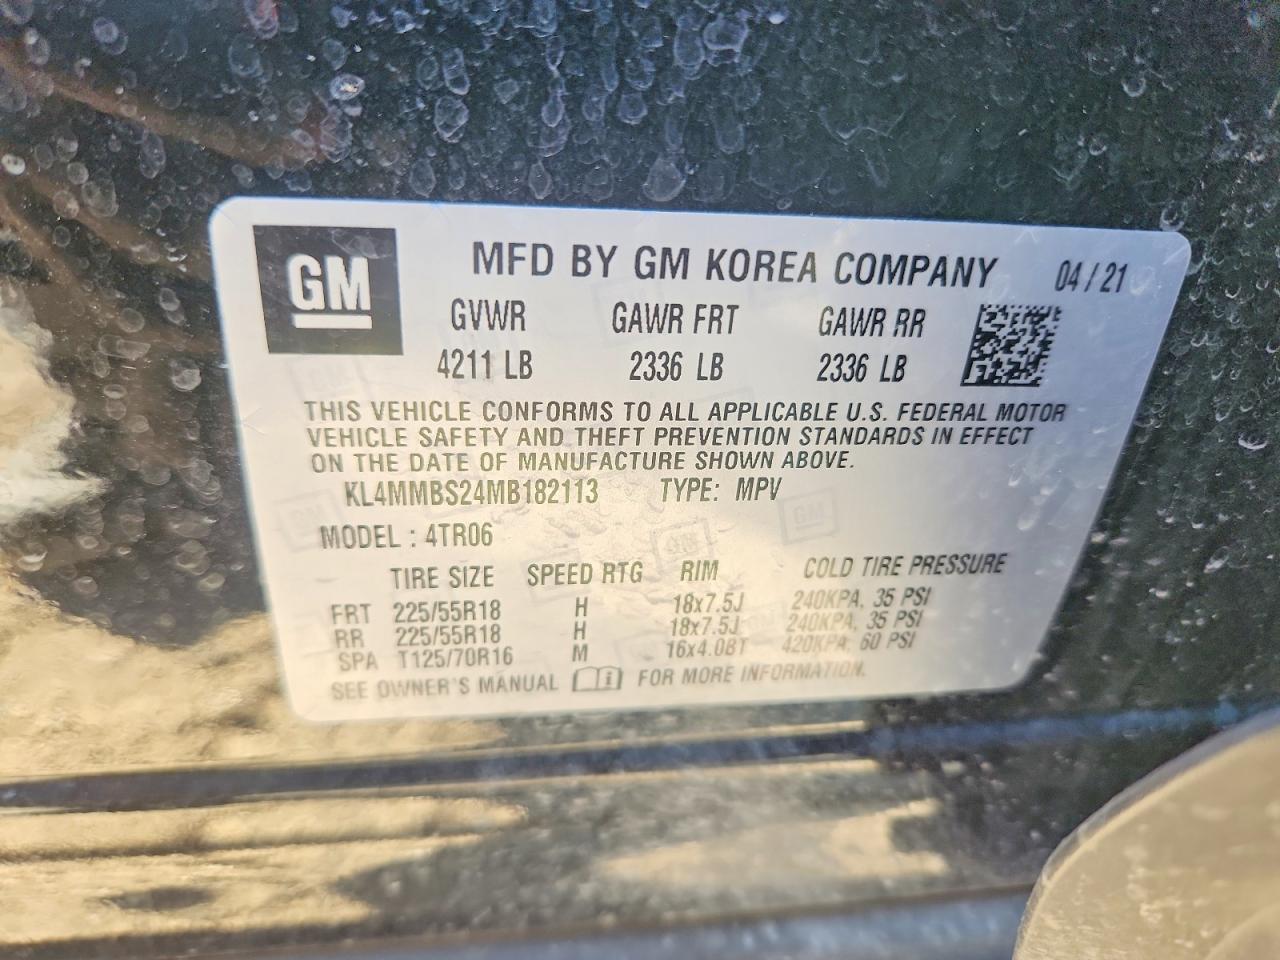 GM
MFD BY GM KOREA COMPANY 04/21
GVWR GAWR FRT GAWR RR
4211 LB 2336 LB 2336 LB
THIS VEHICLE CONFORMS TO ALL APPLICABLE U.S. FEDERAL MOTOR
VEHICLE SAFETY AND THEFT PREVENTION STANDARDS IN EFFECT
ON THE DATE OF MANUFACTURE SHOWN ABOVE.
KL4MMBS24MB182113 TYPE: MPV
MODEL : 4TR06
TIRE SIZE SPEED RTG RIM COLD TIRE PRESSURE
FRT 225/55R18 H 18x7.5J 240KPA, 35 PSI
RR 225/55R18 H 18x7.5J 240KPA, 35 PSI
SPA T125/70R16 M 16x4.0BT 420KPA, 60 PSI
SEE OWNER'S MANUAL i FOR MORE INFORMATION.